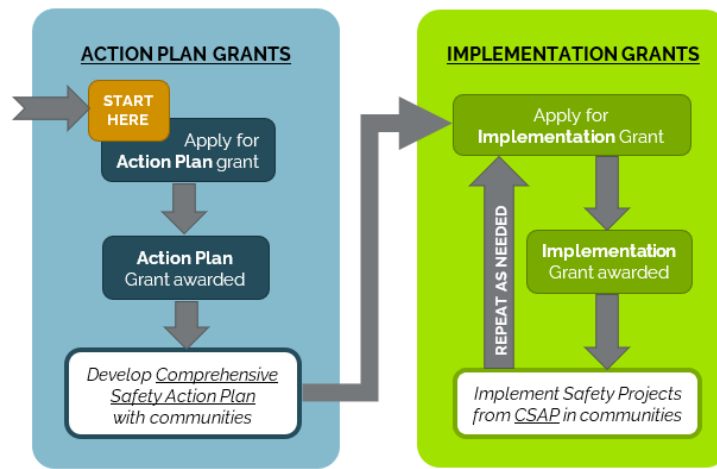 ACTION PLAN GRANTS
START
HERE
Apply for
Action Plan grant
Action Plan
Grant awarded
Develop Comprehensive
Safety Action Plan
with communities
IMPLEMENTATION GRANTS
Apply for
Implementation Grant
Implementation
Grant awarded
Implement Safety Projects
from CSAP in communities
REPEAT AS NEEDED